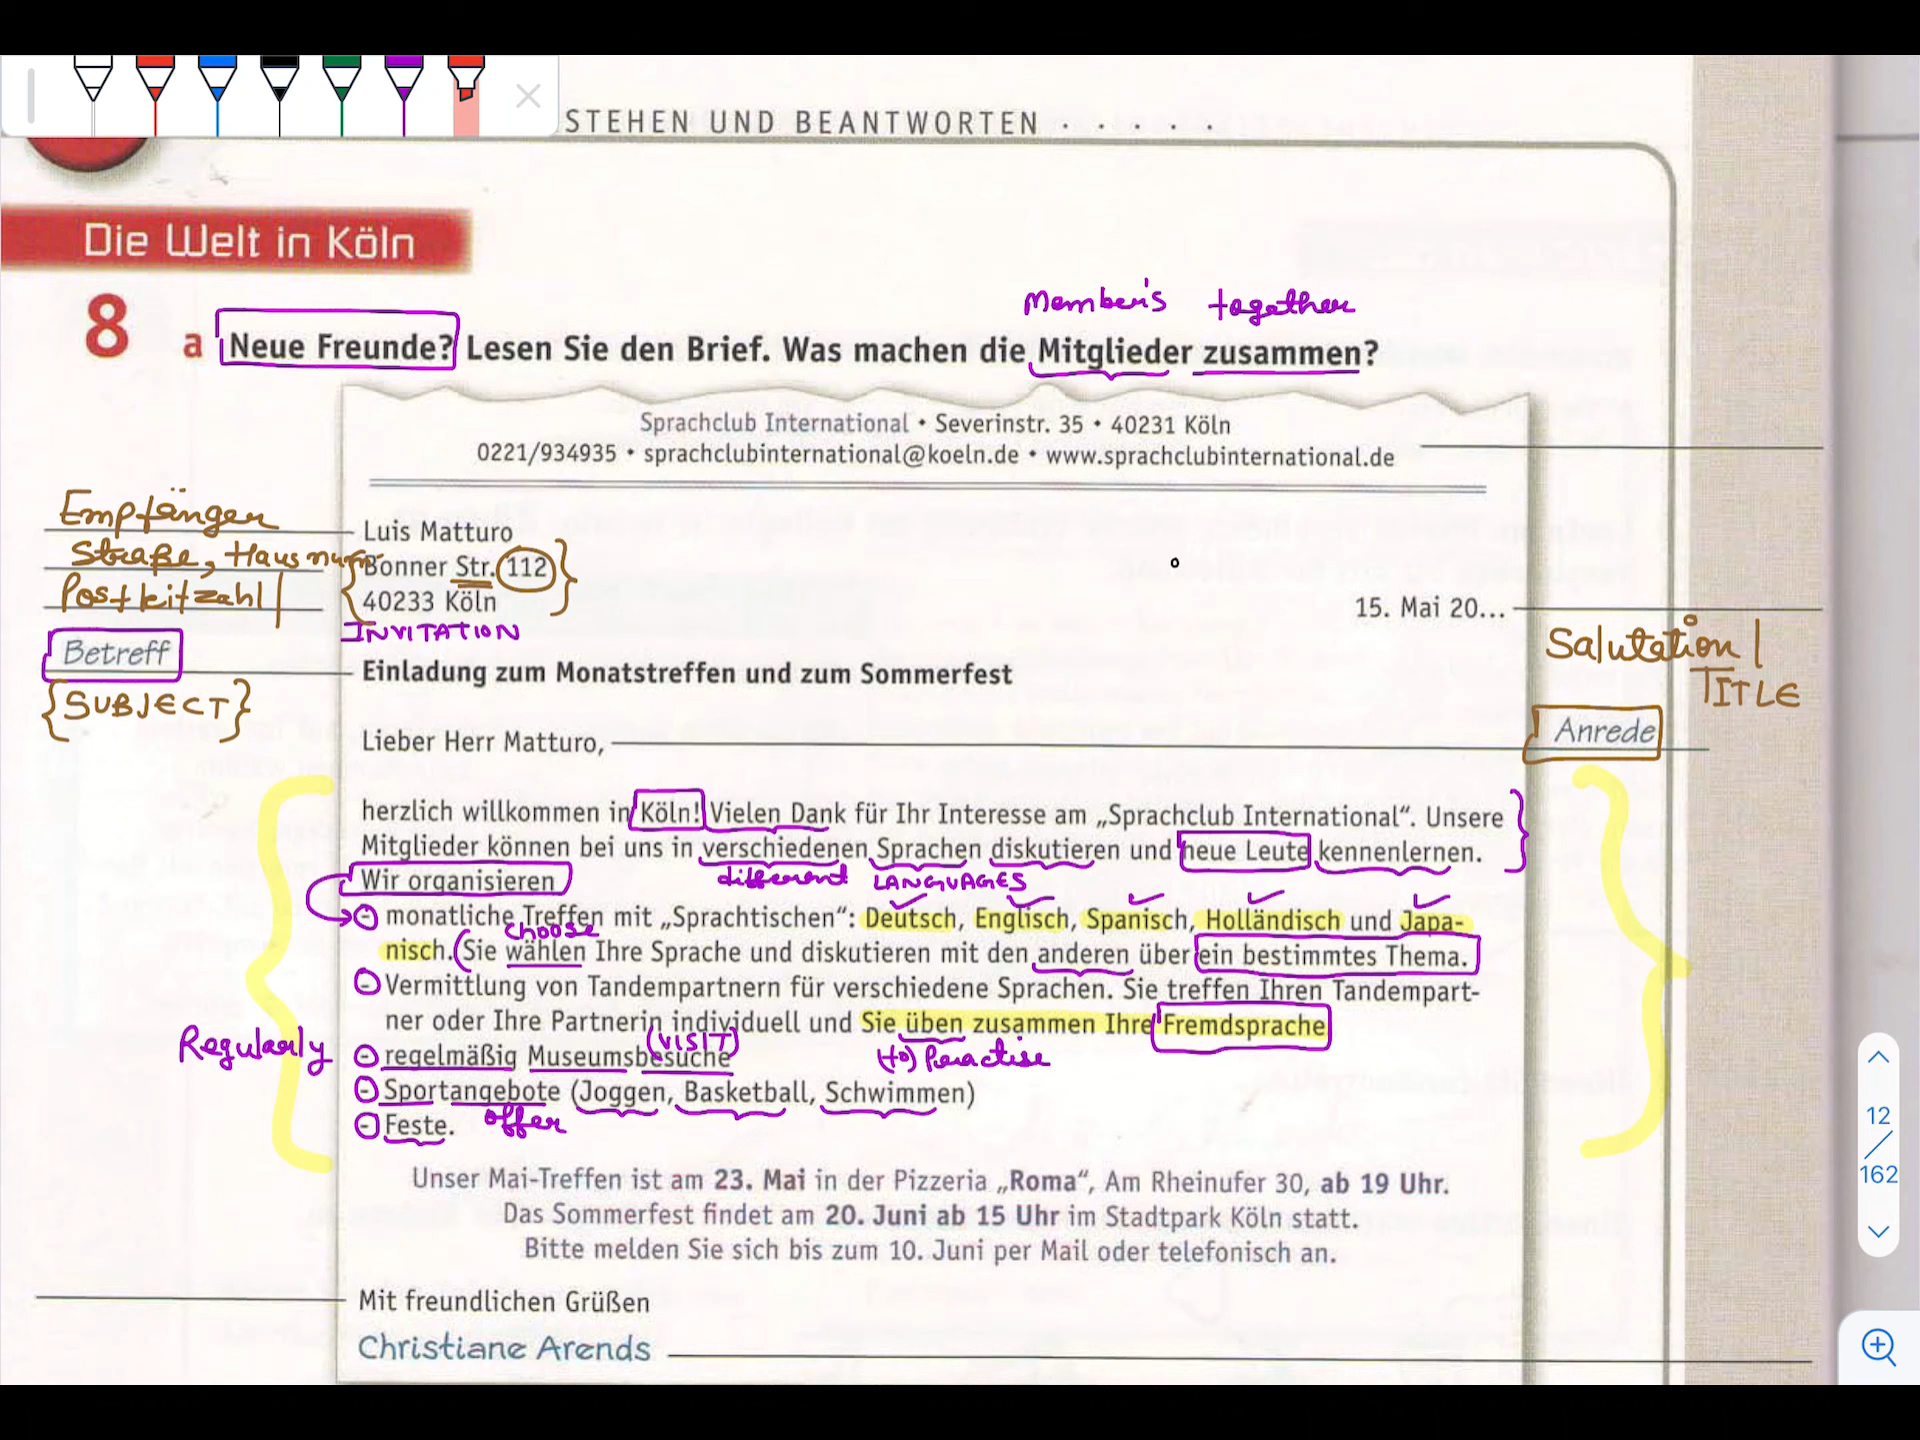 STEHEN UND BEANTWORTEN · · · · ·
Die Welt in Köln
Member's together
8 a Neue Freunde? Lesen Sie den Brief. Was machen die Mitglieder zusammen?
Sprachclub International • Severinstr. 35 • 40231 Köln
0221/934935 • sprachclubinternational@koeln.de • www.sprachclubinternational.de
Empfänger
Luis Matturo
Straße, Hausnum
Bonner Str. 112
Postleitzahl
40233 Köln
15. Mai 20...
INVITATION
Betreff
Einladung zum Monatstreffen und zum Sommerfest
{SUBJECT}
Salutation |
TITLE
Anrede
Lieber Herr Matturo,
herzlich willkommen in Köln! Vielen Dank für Ihr Interesse am „Sprachclub International“. Unsere
Mitglieder können bei uns in verschiedenen Sprachen diskutieren und neue Leute kennenlernen.
different LANGUAGES
Wir organisieren
- monatliche Treffen mit „Sprachtischen“: Deutsch, Englisch, Spanisch, Holländisch und Japa-
choose
nisch. (Sie wählen Ihre Sprache und diskutieren mit den anderen über ein bestimmtes Thema.
- Vermittlung von Tandempartnern für verschiedene Sprachen. Sie treffen Ihren Tandempart-
ner oder Ihre Partnerin individuell und Sie üben zusammen Ihre Fremdsprache
Regularly
(VISIT)
(to) Practise
- regelmäßig Museumsbesuche
- Sportangebote (Joggen, Basketball, Schwimmen)
offer
- Feste.
Unser Mai-Treffen ist am 23. Mai in der Pizzeria „Roma“, Am Rheinufer 30, ab 19 Uhr.
Das Sommerfest findet am 20. Juni ab 15 Uhr im Stadtpark Köln statt.
Bitte melden Sie sich bis zum 10. Juni per Mail oder telefonisch an.
Mit freundlichen Grüßen
Christiane Arends
12
162